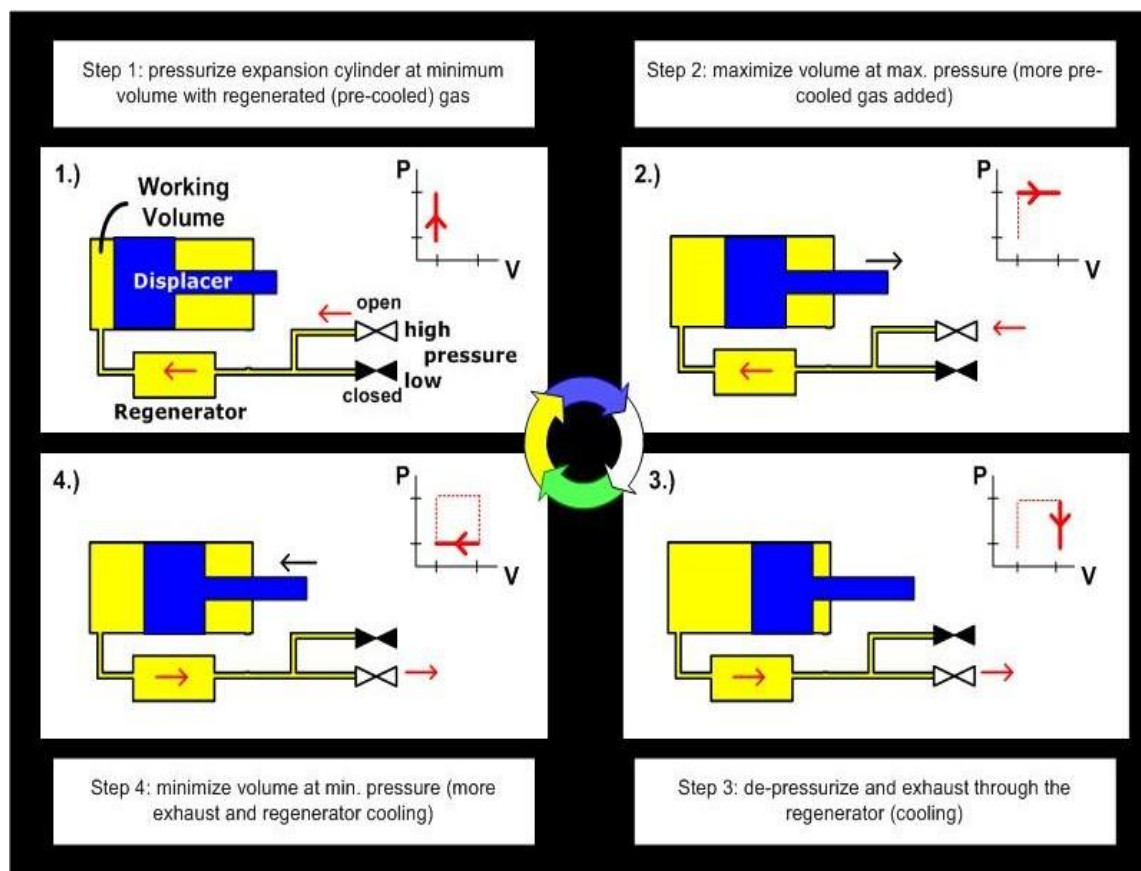 Step 1: pressurize expansion cylinder at minimum
volume with regenerated (pre-cooled) gas
Step 2: maximize volume at max. pressure (more pre-
cooled gas added)
1.)
Working
Volume
Displacer
P
V
open
high
pressure
low
closed
Regenerator
2.)
P
V
4.)
P
V
3.)
P
V
Step 4: minimize volume at min. pressure (more
exhaust and regenerator cooling)
Step 3: de-pressurize and exhaust through the
regenerator (cooling)